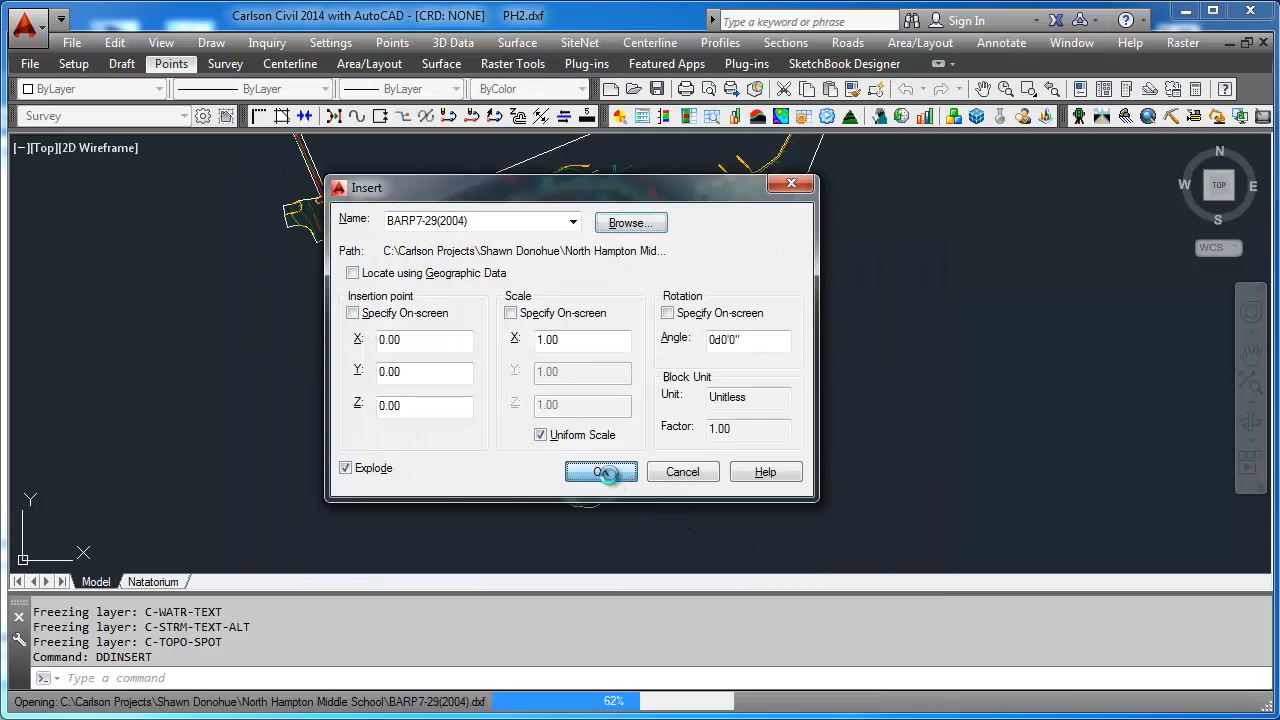 Carlson Civil 2014 with AutoCAD - [CRD: NONE] PH2.dxf
Type a keyword or phrase
Sign In
File Edit View Draw Inquiry Settings Points 3D Data Surface SiteNet Centerline Profiles Sections Roads Area/Layout Annotate Window Help Raster
File Setup Draft Points Survey Centerline Area/Layout Surface Raster Tools Plug-ins Featured Apps Plug-ins SketchBook Designer
ByLayer ByLayer ByLayer ByColor
Survey
[−][Top][2D Wireframe]
N
W TOP E
S
WCS
Insert
Name: BARP7-29(2004) Browse...
Path: C:\Carlson Projects\Shawn Donohue\North Hampton Mid...
Locate using Geographic Data
Insertion point Scale Rotation
Specify On-screen Specify On-screen Specify On-screen
X: 0.00 X: 1.00 Angle: 0d0'0"
Y: 0.00 Y: 1.00
Block Unit
Unit: Unitless
Z: 0.00 Z: 1.00
Factor: 1.00
Uniform Scale
Explode
Cancel Help
Y
X
Model Natatorium
Freezing layer: C-WATR-TEXT
Freezing layer: C-STRM-TEXT-ALT
Freezing layer: C-TOPO-SPOT
Command: DDINSERT
Type a command
Opening: C:\Carlson Projects\Shawn Donohue\North Hampton Middle School\BARP7-29(2004).dxf 62%